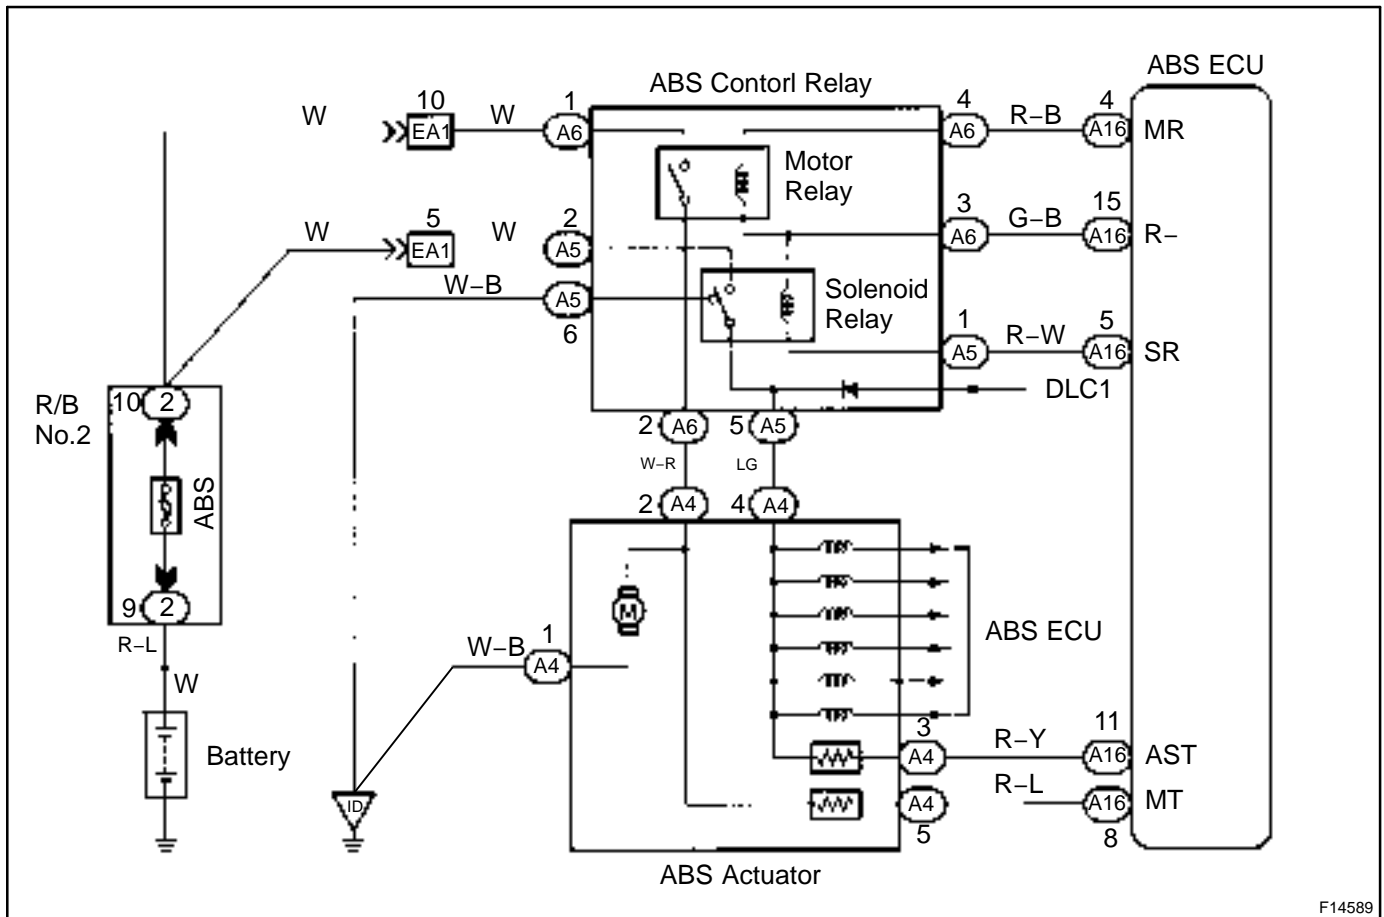 ABS ECU
ABS Contorl Relay
W
10
EA1
W
1
A6
4
A6
R−B
4
A16
MR
Motor
Relay
W
5
EA1
W
2
A5
3
A6
G−B
15
A16
R−
W−B
A5
6
Solenoid
Relay
1
A5
R−W
5
A16
SR
DLC1
R/B
No.2
10
2
ABS
9
2
R−L
W
Battery
2
A6
5
A5
W−R
LG
2
A4
4
A4
M
ABS ECU
W−B
1
A4
ID
3
A4
R−Y
11
A16
AST
R−L
A4
5
A16
8
MT
ABS Actuator
F14589